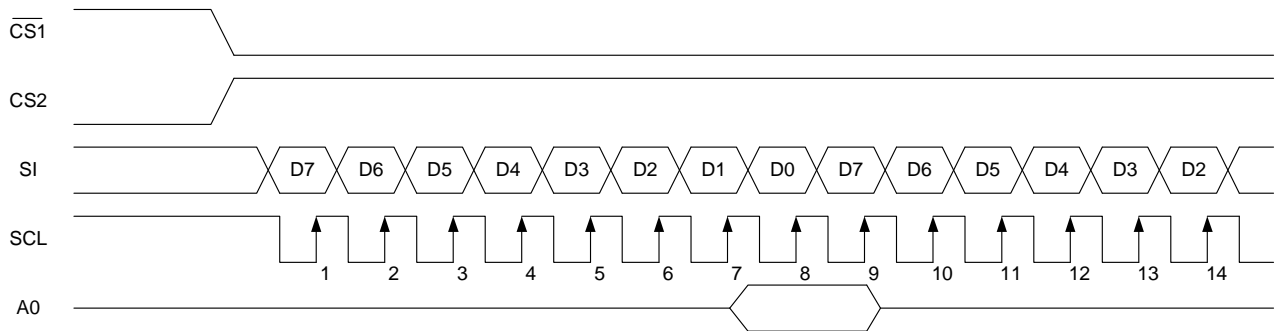 C̅S̅1̅
CS2
SI D7 D6 D5 D4 D3 D2 D1 D0 D7 D6 D5 D4 D3 D2
SCL
1 2 3 4 5 6 7 8 9 10 11 12 13 14
A0